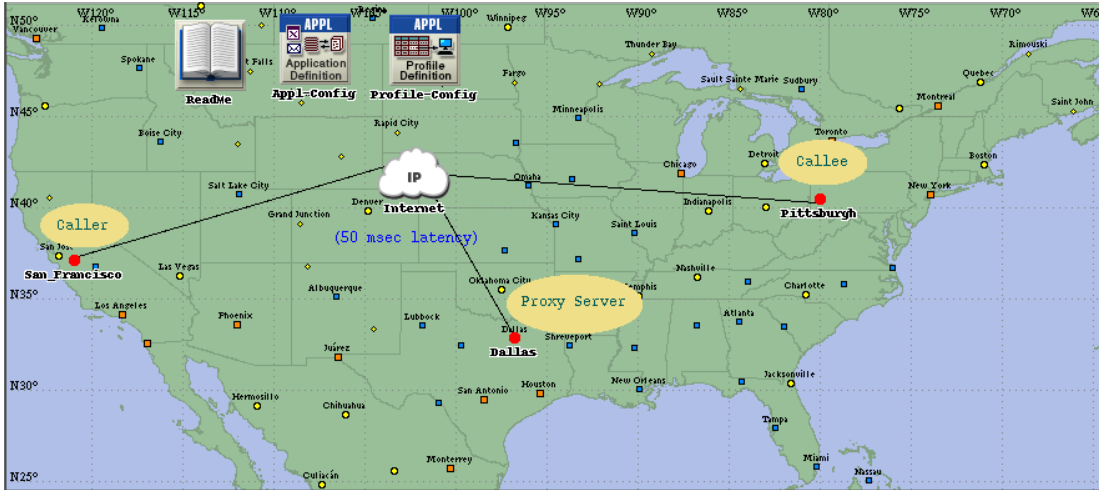 W120
W115
W110
W105
W100
W95
W90
W85
W80
W75
W70
N50°
Kelowna
Vancouver
Spokane
Winnipeg
Thunder Bay
Rimouski
Fargo
Sault Sainte Marie
Sudbury
Quebec
APPL
Application
Definition
APPL
Profile
Definition
ReadMe
Appl-Config
Profile-Config
N45°
Minneapolis
Montreal
Saint John
Boise City
Rapid City
Toronto
Detroit
Callee
Chicago
Boston
IP
Salt Lake City
Omaha
New York
N40°
Denver
Internet
Indianapolis
Pittsburgh
Caller
Grand Junction
Kansas City
Saint Louis
(50 msec latency)
San Jose
San_Francisco
Las Vegas
Oklahoma City
Nashville
Proxy Server
Charlotte
N35°
Albuquerque
Los Angeles
Phoenix
Lubbock
Atlanta
Dallas
Shreveport
Dallas
Juárez
N30°
San Antonio
Houston
New Orleans
Jacksonville
Hermosillo
Chihuahua
Tampa
Monterrey
Miami
N25°
Culiacán
Nassau